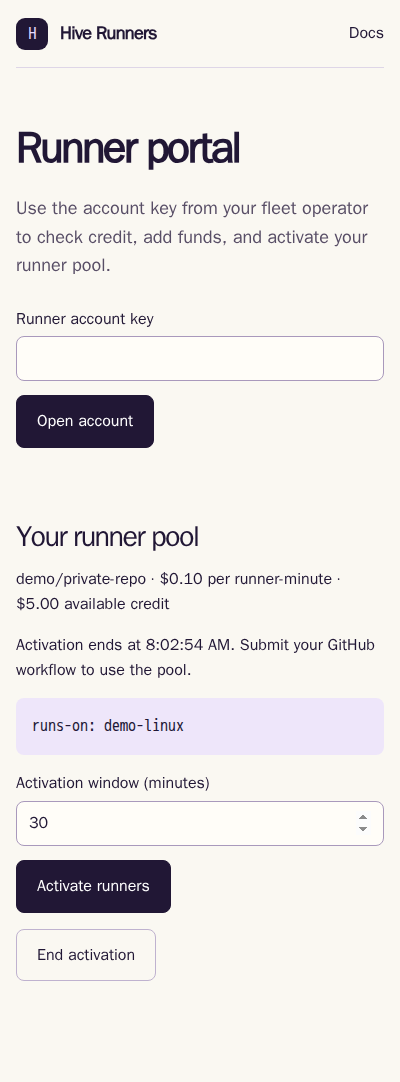 H
Hive Runners
Docs
Runner portal
Use the account key from your fleet operator
to check credit, add funds, and activate your
runner pool.
Runner account key
Open account
Your runner pool
demo/private-repo · $0.10 per runner-minute ·
$5.00 available credit
Activation ends at 8:02:54 AM. Submit your GitHub
workflow to use the pool.
runs-on: demo-linux
Activation window (minutes)
30
Activate runners
End activation